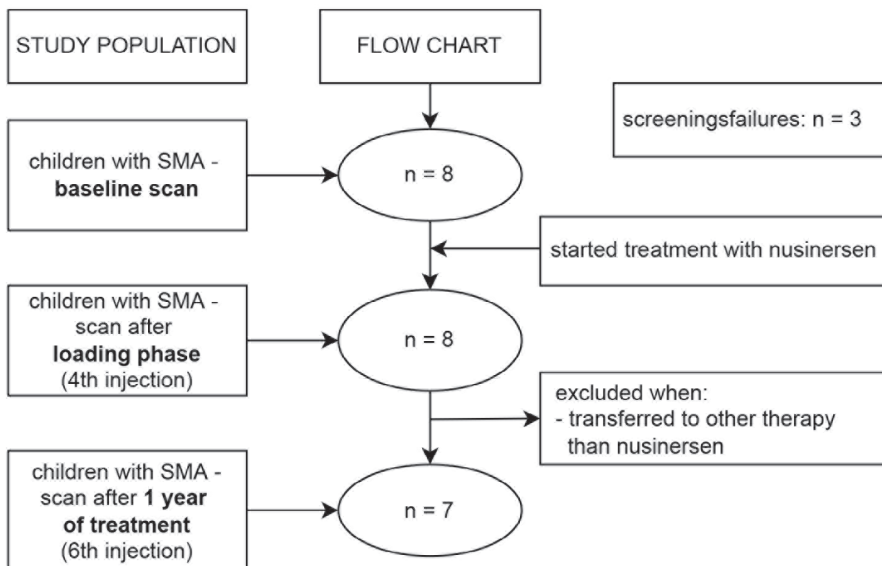 STUDY POPULATION
FLOW CHART
screeningsfailures: n = 3
children with SMA -
baseline scan
n = 8
started treatment with nusinersen
children with SMA -
scan after
loading phase
(4th injection)
n = 8
excluded when:
- transferred to other therapy
than nusinersen
children with SMA -
scan after 1 year
of treatment
(6th injection)
n = 7